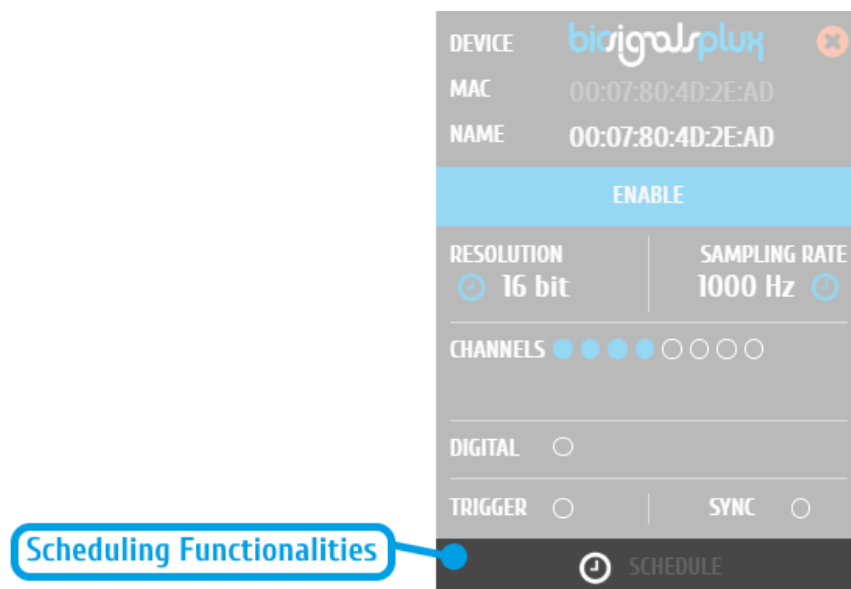 DEVICE biosignalsplux
MAC 00:07:80:4D:2E:AD
NAME 00:07:80:4D:2E:AD
ENABLE
RESOLUTION SAMPLING RATE
16 bit 1000 Hz
CHANNELS
DIGITAL
TRIGGER SYNC
Scheduling Functionalities
SCHEDULE